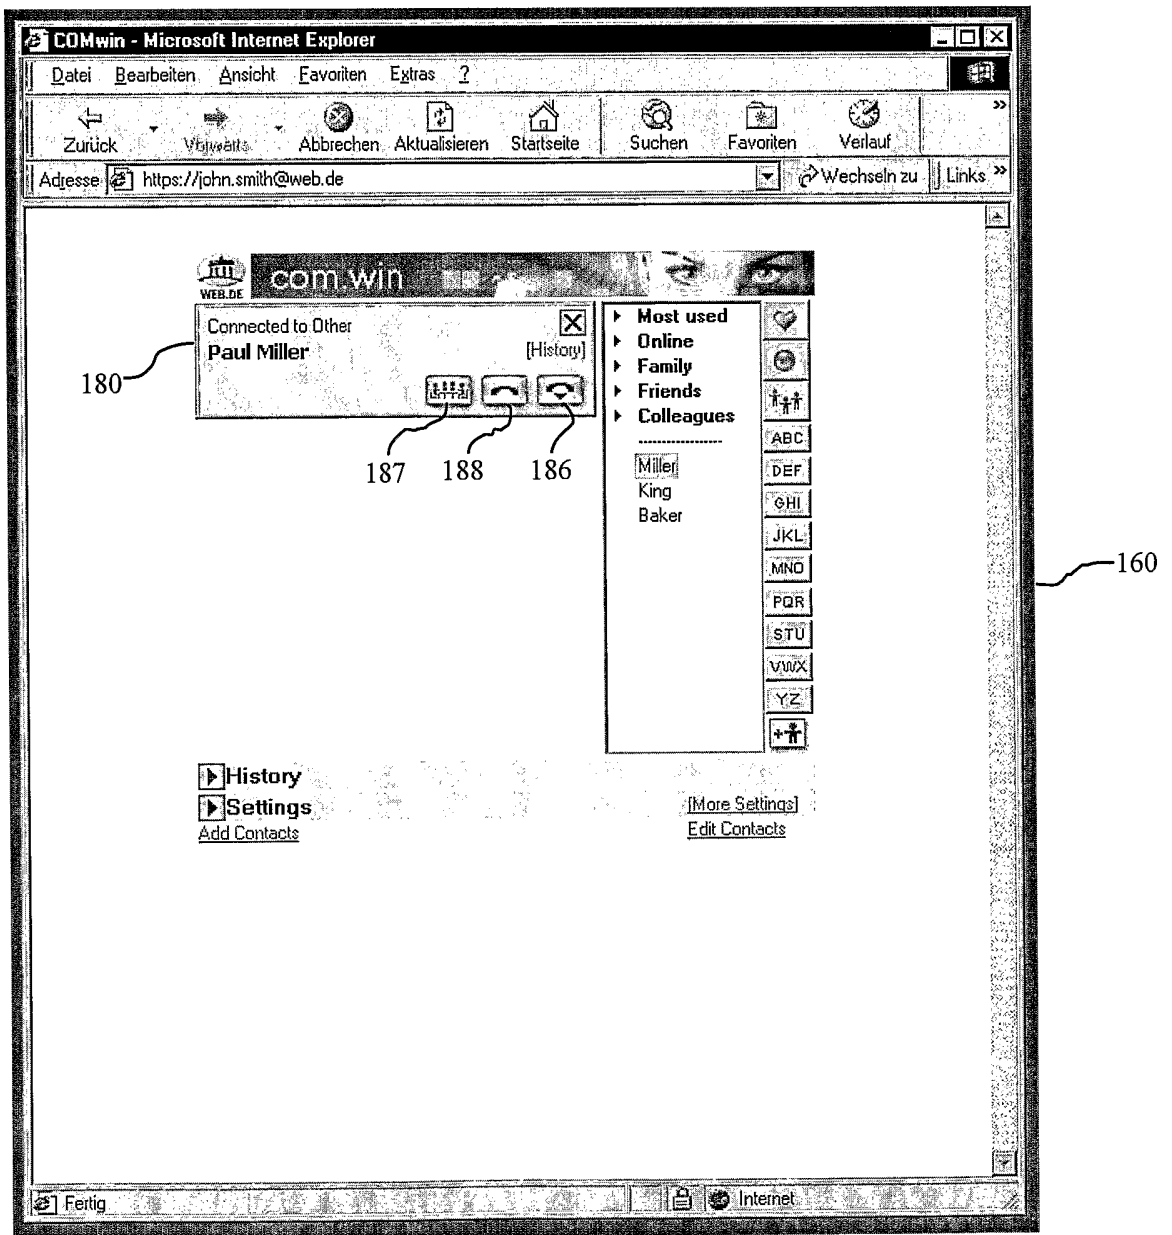 COMwin - Microsoft Internet Explorer
Datei Bearbeiten Ansicht Favoriten Extras ?
Zurück Vorwärts Abbrechen Aktualisieren Startseite Suchen Favoriten Verlauf »
Adresse https://john.smith@web.de Wechseln zu Links »
WEB.DE com.win
Connected to Other
Paul Miller
[History]
180
187 188 186
Most used
Online
Family
Friends
Colleagues
-----------------
Miller
King
Baker
ABC
DEF
GHI
JKL
MNO
PQR
STU
VWX
YZ
160
History
Settings [More Settings]
Add Contacts Edit Contacts
Fertig Internet